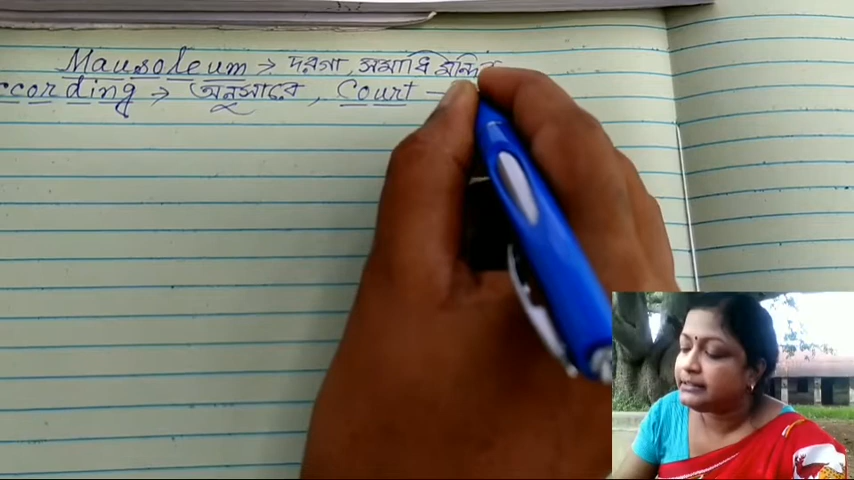 Mausoleum → দরগা, সমাধি মন্দির
ccording → অনুসারে, Court →